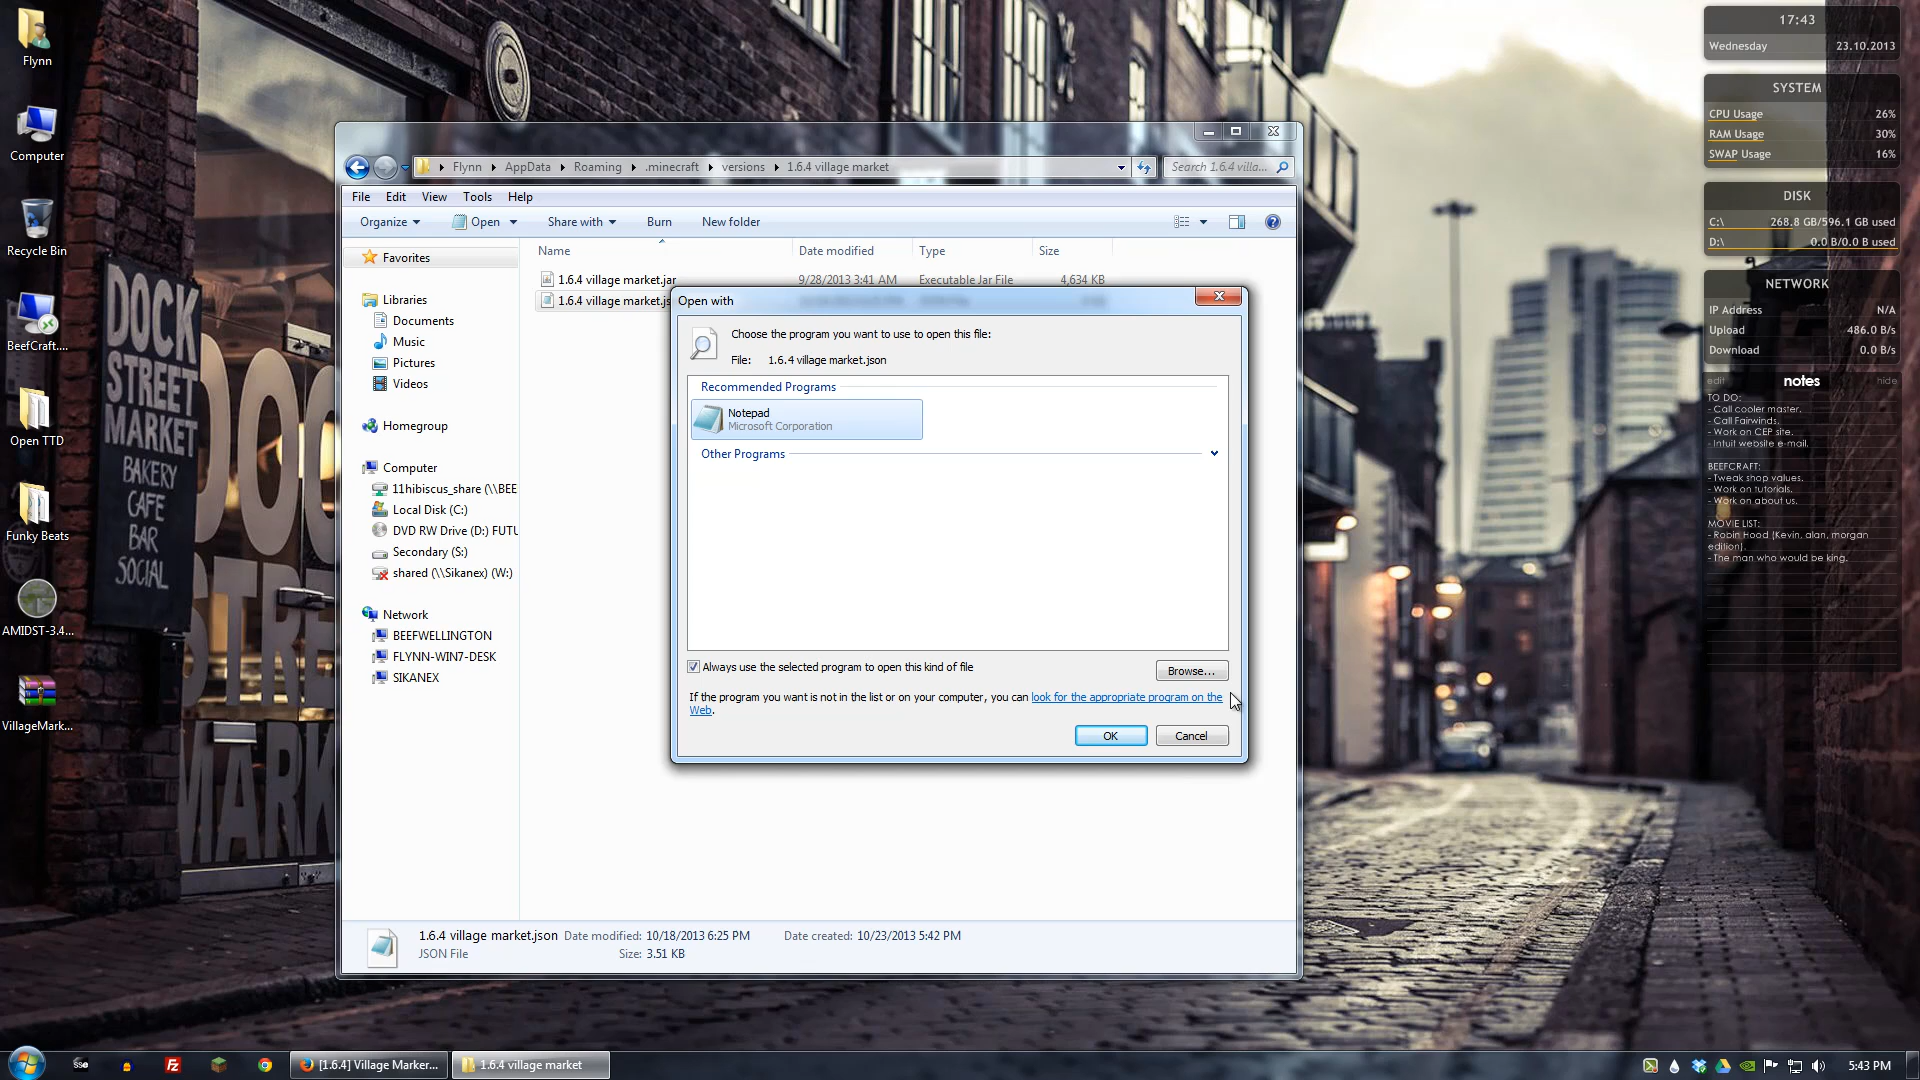 Flynn
Computer
Recycle Bin
BeefCraft....
Open TTD
Funky Beats
AMIDST-3.4...
VillageMark...
DOCK
STREET
MARKET
BAKERY
CAFE
BAR
SOCIAL
Flynn AppData Roaming .minecraft versions 1.6.4 village market
Search 1.6.4 villa...
File Edit View Tools Help
Organize Open Share with Burn New folder
Name Date modified Type Size
1.6.4 village market.jar 9/28/2013 3:41 AM Executable Jar File 4,634 KB
1.6.4 village market.js
Favorites
Libraries
Documents
Music
Pictures
Videos
Homegroup
Computer
11hibiscus_share (\\BEE
Local Disk (C:)
DVD RW Drive (D:) FUTU
Secondary (S:)
shared (\\Sikanex) (W:)
Network
BEEFWELLINGTON
FLYNN-WIN7-DESK
SIKANEX
Open with
Choose the program you want to use to open this file:
File: 1.6.4 village market.json
Recommended Programs
Notepad
Microsoft Corporation
Other Programs
Always use the selected program to open this kind of file
Browse...
If the program you want is not in the list or on your computer, you can look for the appropriate program on the
Web.
OK Cancel
1.6.4 village market.json Date modified: 10/18/2013 6:25 PM Date created: 10/23/2013 5:42 PM
JSON File Size: 3.51 KB
17:43
Wednesday 23.10.2013
SYSTEM
CPU Usage 26%
RAM Usage 30%
SWAP Usage 16%
DISK
C:\ 268.8 GB/596.1 GB used
D:\ 0.0 B/0.0 B used
NETWORK
IP Address N/A
Upload 486.0 B/s
Download 0.0 B/s
edit notes hide
TO DO:
- Call cooler master.
- Call Fairwinds.
- Work on CEP site.
- Intuit website e-mail.
BEEFCRAFT:
- Tweak shop values.
- Work on tutorials.
- Work on about us.
MOVIE LIST:
- Robin Hood (Kevin, alan, morgan
edition).
- The man who would be king.
sse
Fz
[1.6.4] Village Marker...
1.6.4 village market
5:43 PM